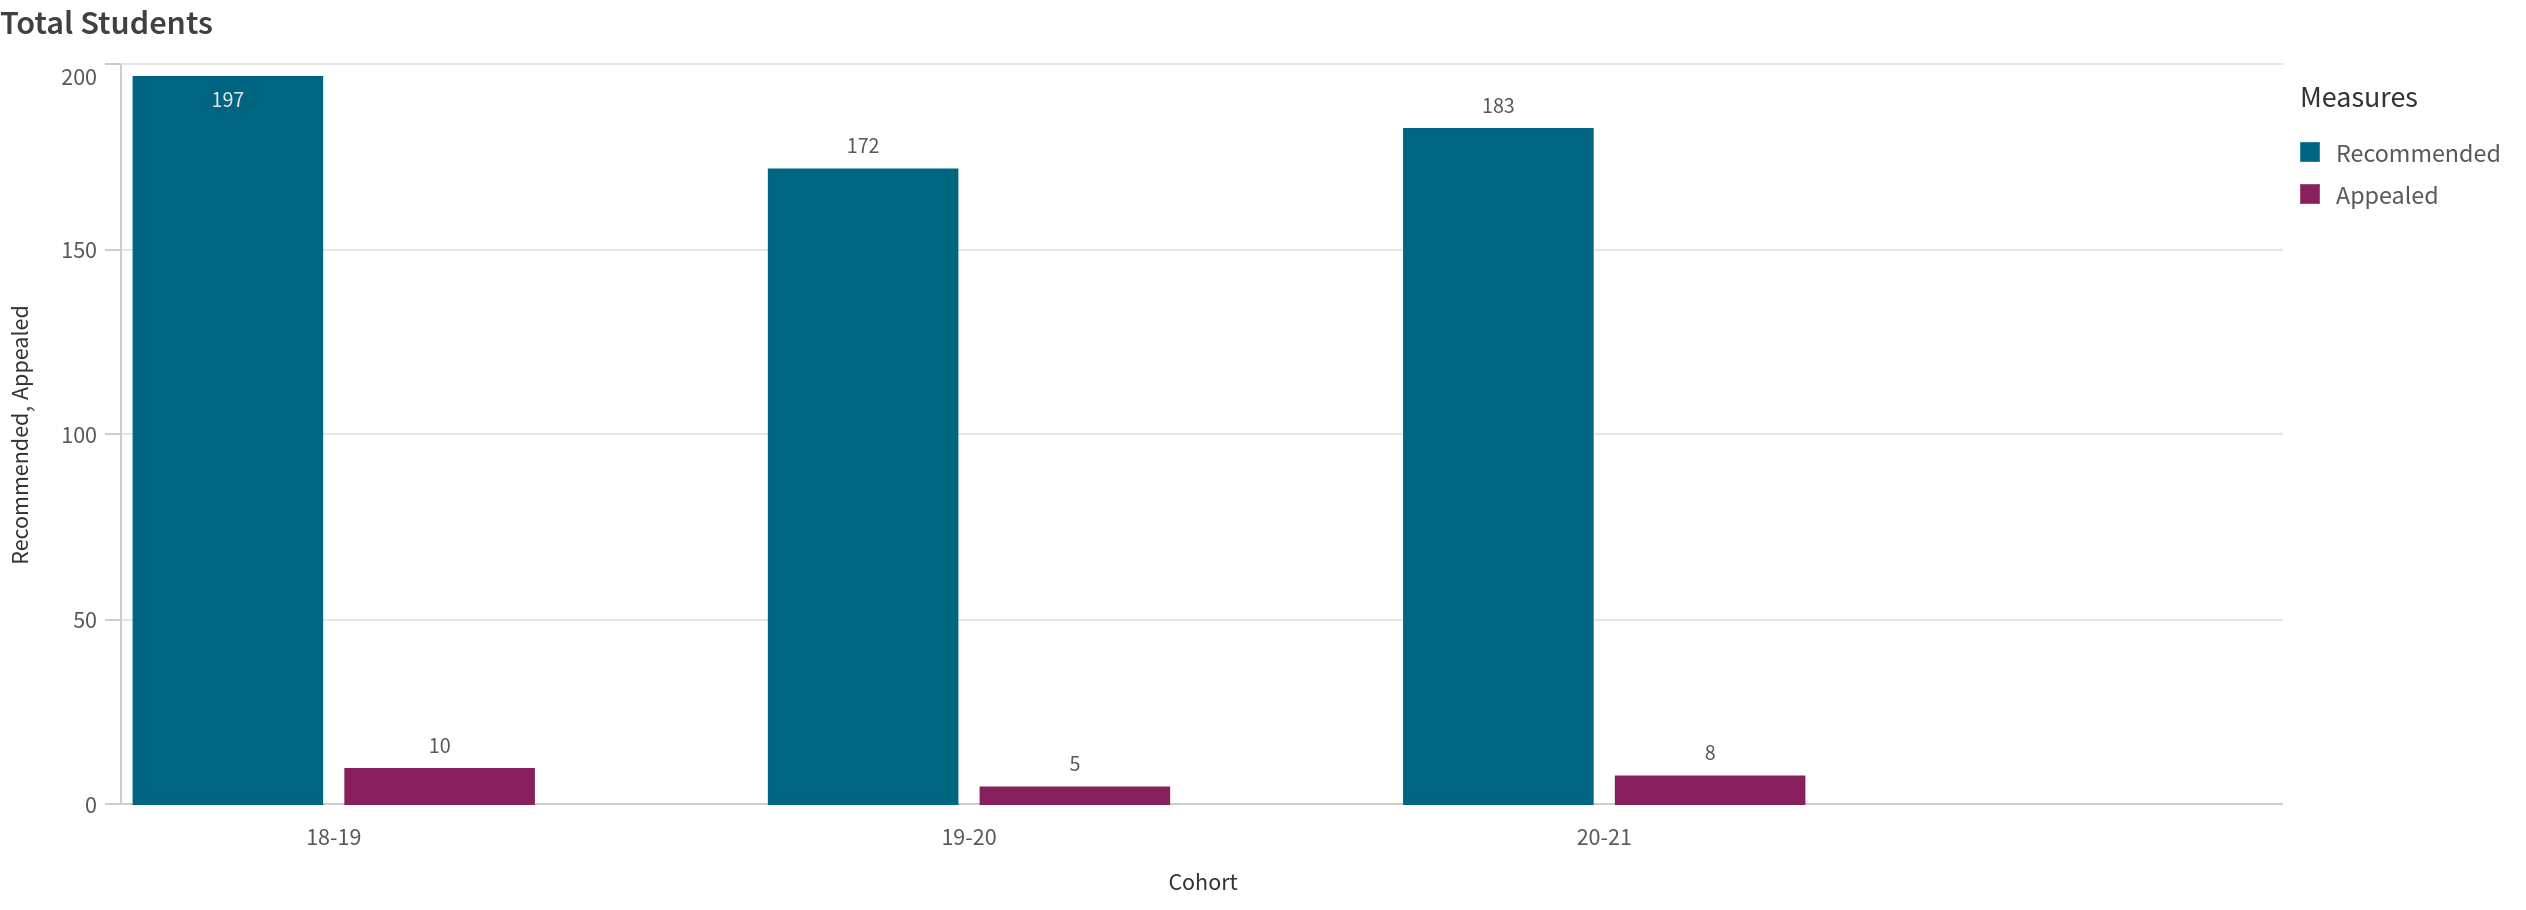 Total Students
200
150
100
50
0
Recommended, Appealed
197
10
172
5
183
8
18-19
19-20
20-21
Cohort
Measures
Recommended
Appealed